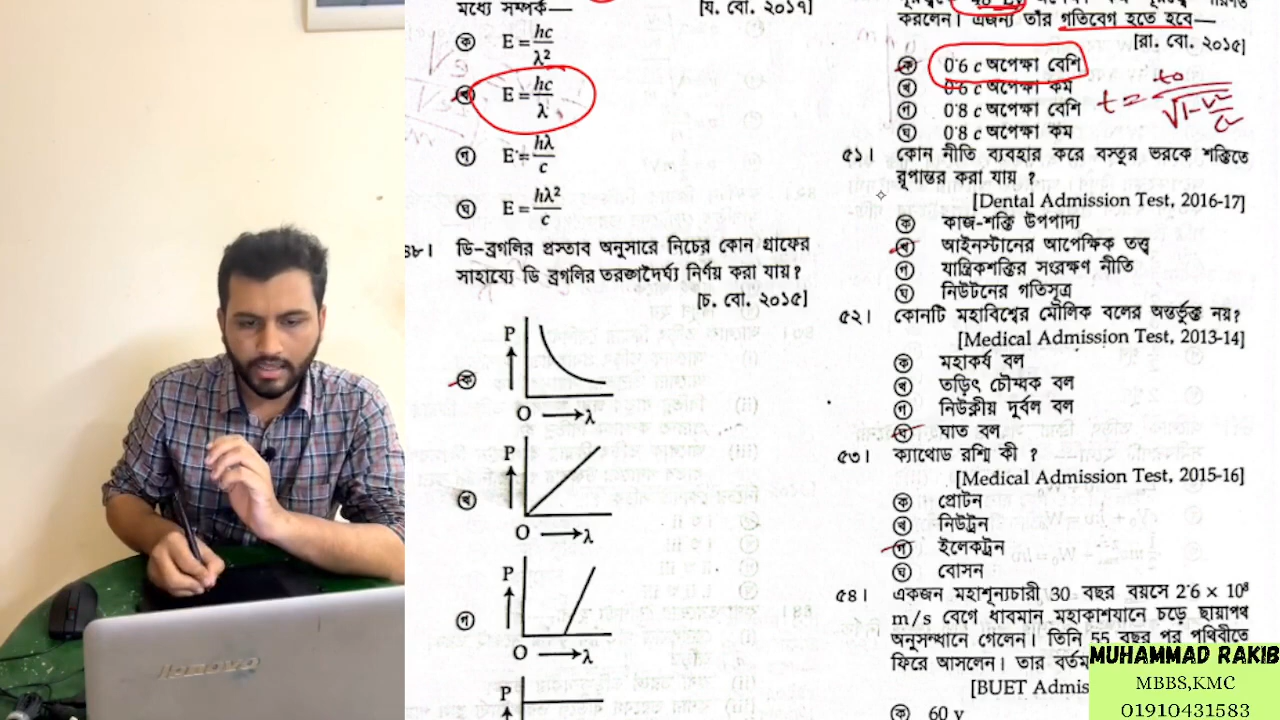 মধ্যে সম্পর্ক—
[য. বো. ২০১৭]
ক E = hc/λ²
খ E = hc/λ
গ E = hλ/c
ঘ E = hλ²/c
৪৮। ডি-ব্রগলির প্রস্তাব অনুসারে নিচের কোন গ্রাফের
সাহায্যে ডি ব্রগলির তরঙ্গদৈর্ঘ্য নির্ণয় করা যায়?
[চ. বো. ২০১৫]
ক P O λ
খ P O λ
গ P O λ
P
করলেন। এজন্য তাঁর গতিবেগ হতে হবে—
[রা. বো. ২০১৫]
ক 0·6 c অপেক্ষা বেশি
খ 0·6 c অপেক্ষা কম
গ 0·8 c অপেক্ষা বেশি
ঘ 0·8 c অপেক্ষা কম
৫১। কোন নীতি ব্যবহার করে বস্তুর ভরকে শক্তিতে
রূপান্তর করা যায় ?
[Dental Admission Test, 2016-17]
ক কাজ-শক্তি উপপাদ্য
খ আইনস্টানের আপেক্ষিক তত্ত্ব
গ যান্ত্রিকশক্তির সংরক্ষণ নীতি
ঘ নিউটনের গতিসূত্র
৫২। কোনটি মহাবিশ্বের মৌলিক বলের অন্তর্ভুক্ত নয়?
[Medical Admission Test, 2013-14]
ক মহাকর্ষ বল
খ তড়িৎ চৌম্বক বল
গ নিউক্লীয় দুর্বল বল
ঘ ঘাত বল
৫৩। ক্যাথোড রশ্মি কী ?
[Medical Admission Test, 2015-16]
ক প্রোটন
খ নিউট্রন
গ ইলেকট্রন
ঘ বোসন
৫৪। একজন মহাশূন্যচারী 30 বছর বয়সে 2·6 × 10⁸
m/s বেগে ধাবমান মহাকাশযানে চড়ে ছায়াপথ
অনুসন্ধানে গেলেন। তিনি 55 বছর পর পৃথিবীতে
ফিরে আসলেন। তার বর্তম
[BUET Admis
ক 60 y
lenovo
MUHAMMAD RAKIB
MBBS,KMC
01910431583